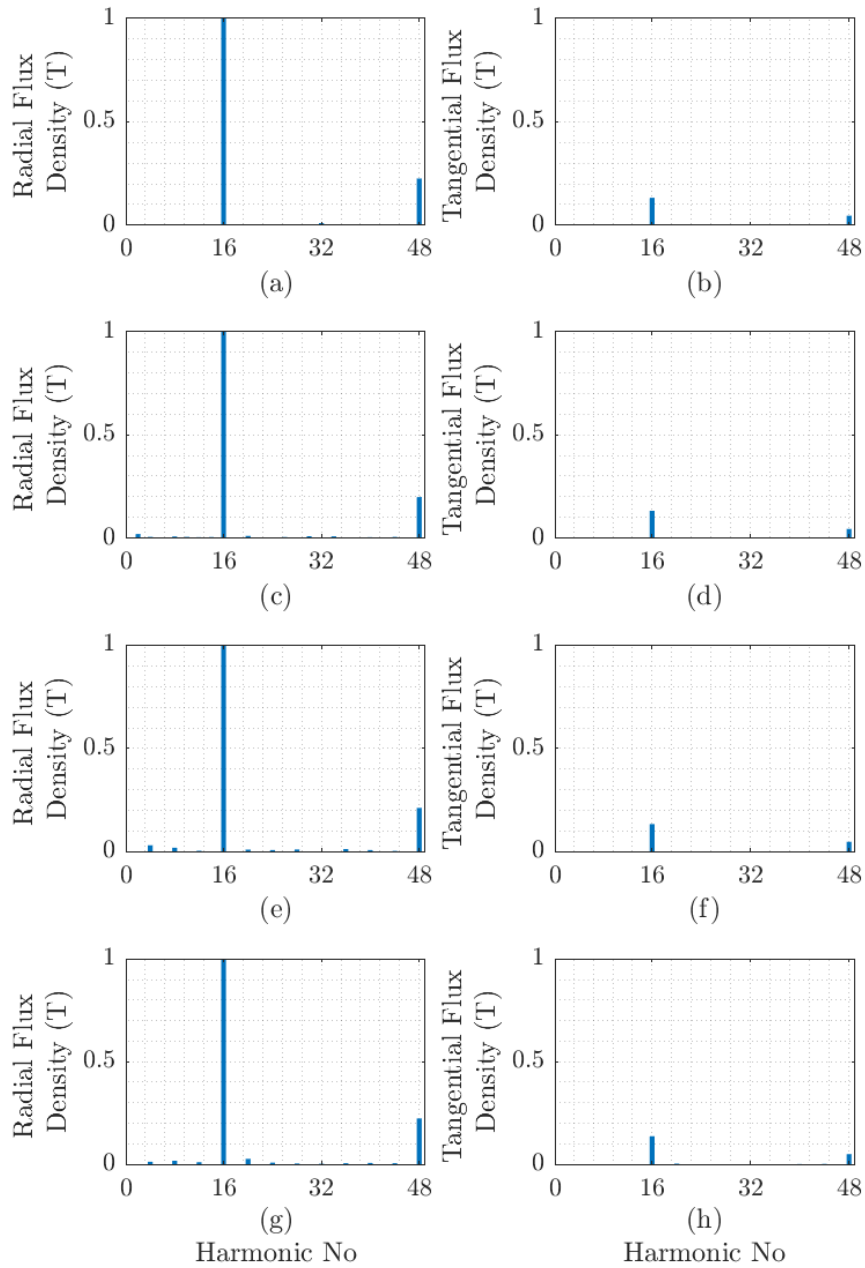 Radial Flux
Density (T)
1
0.5
0
0 16 32 48
(a)
Tangential Flux
Density (T)
1
0.5
0
0 16 32 48
(b)
Radial Flux
Density (T)
1
0.5
0
0 16 32 48
(c)
Tangential Flux
Density (T)
1
0.5
0
0 16 32 48
(d)
Radial Flux
Density (T)
1
0.5
0
0 16 32 48
(e)
Tangential Flux
Density (T)
1
0.5
0
0 16 32 48
(f)
Radial Flux
Density (T)
1
0.5
0
0 16 32 48
(g)
Harmonic No
Tangential Flux
Density (T)
1
0.5
0
0 16 32 48
(h)
Harmonic No